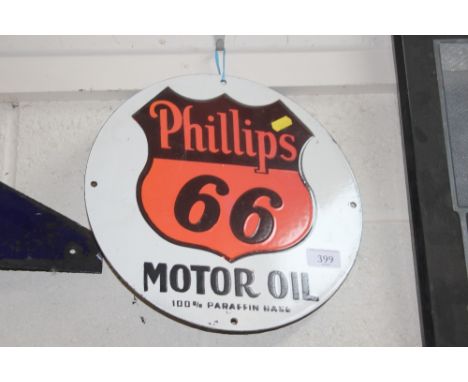 Phillips
66
MOTOR OIL
399
100% PARAFFIN BASE